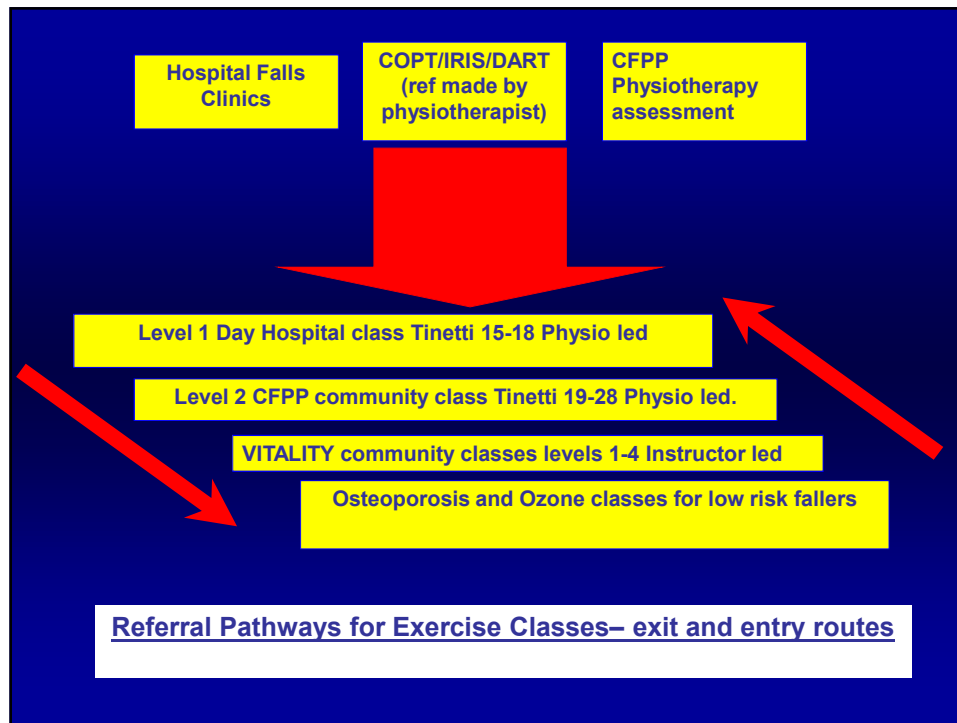 Hospital Falls
Clinics
COPT/IRIS/DART
(ref made by
physiotherapist)
CFPP
Physiotherapy
assessment
Level 1 Day Hospital class Tinetti 15-18 Physio led
Level 2 CFPP community class Tinetti 19-28 Physio led.
VITALITY community classes levels 1-4 Instructor led
Osteoporosis and Ozone classes for low risk fallers
Referral Pathways for Exercise Classes– exit and entry routes